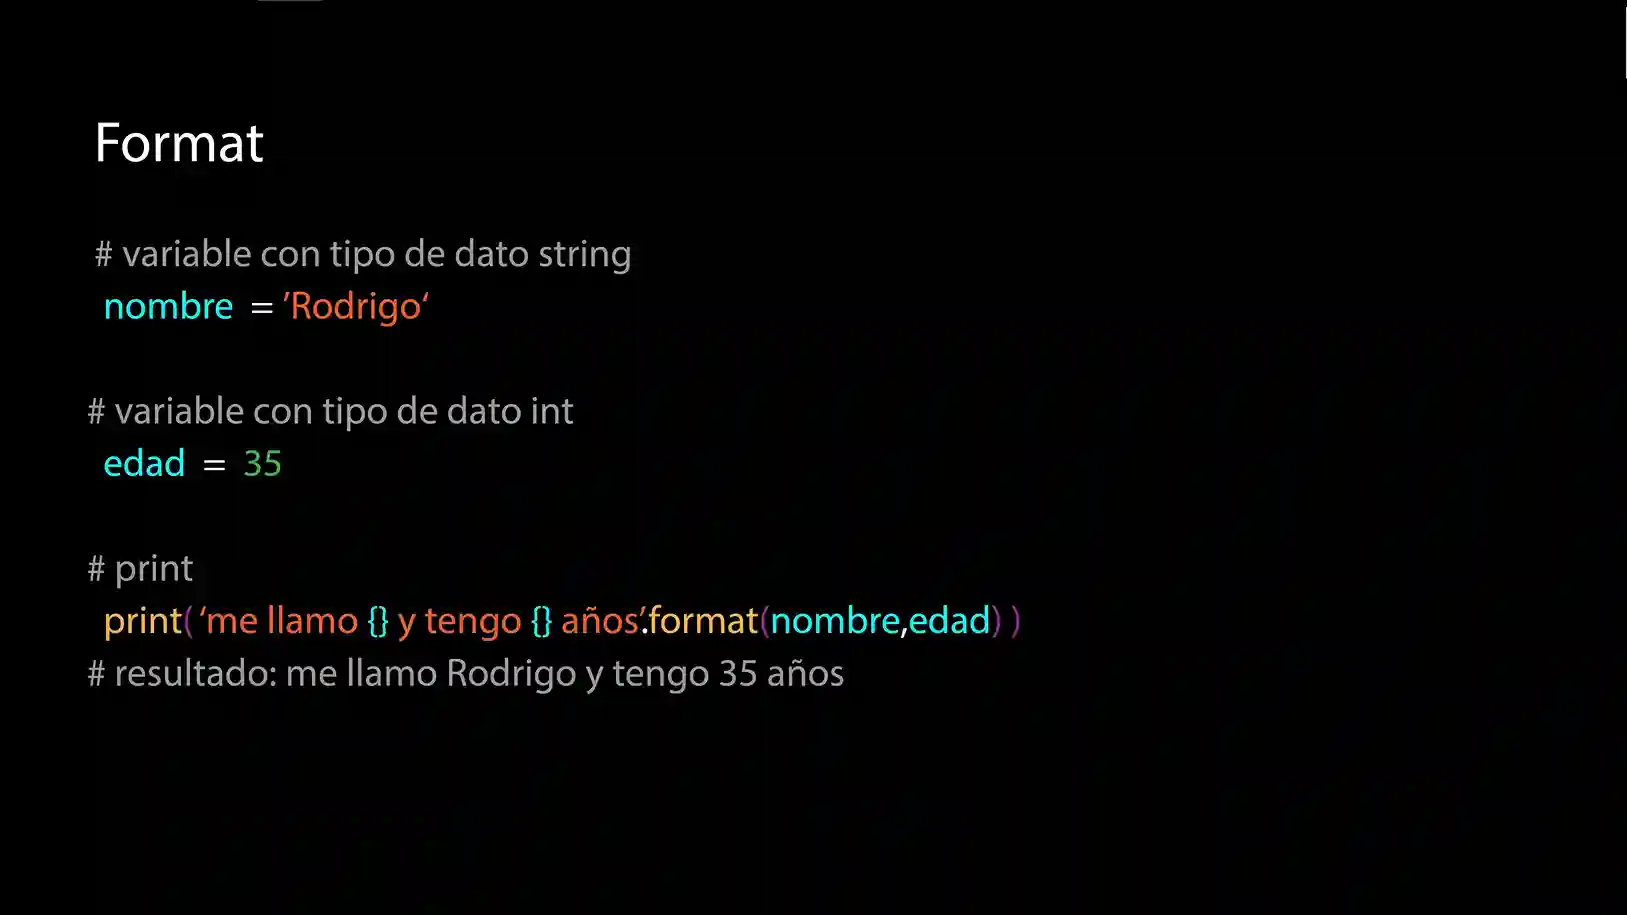 Format
# variable con tipo de dato string
nombre = ’Rodrigo‘
# variable con tipo de dato int
edad = 35
# print
print( ‘me llamo {} y tengo {} años’.format(nombre,edad) )
# resultado: me llamo Rodrigo y tengo 35 años